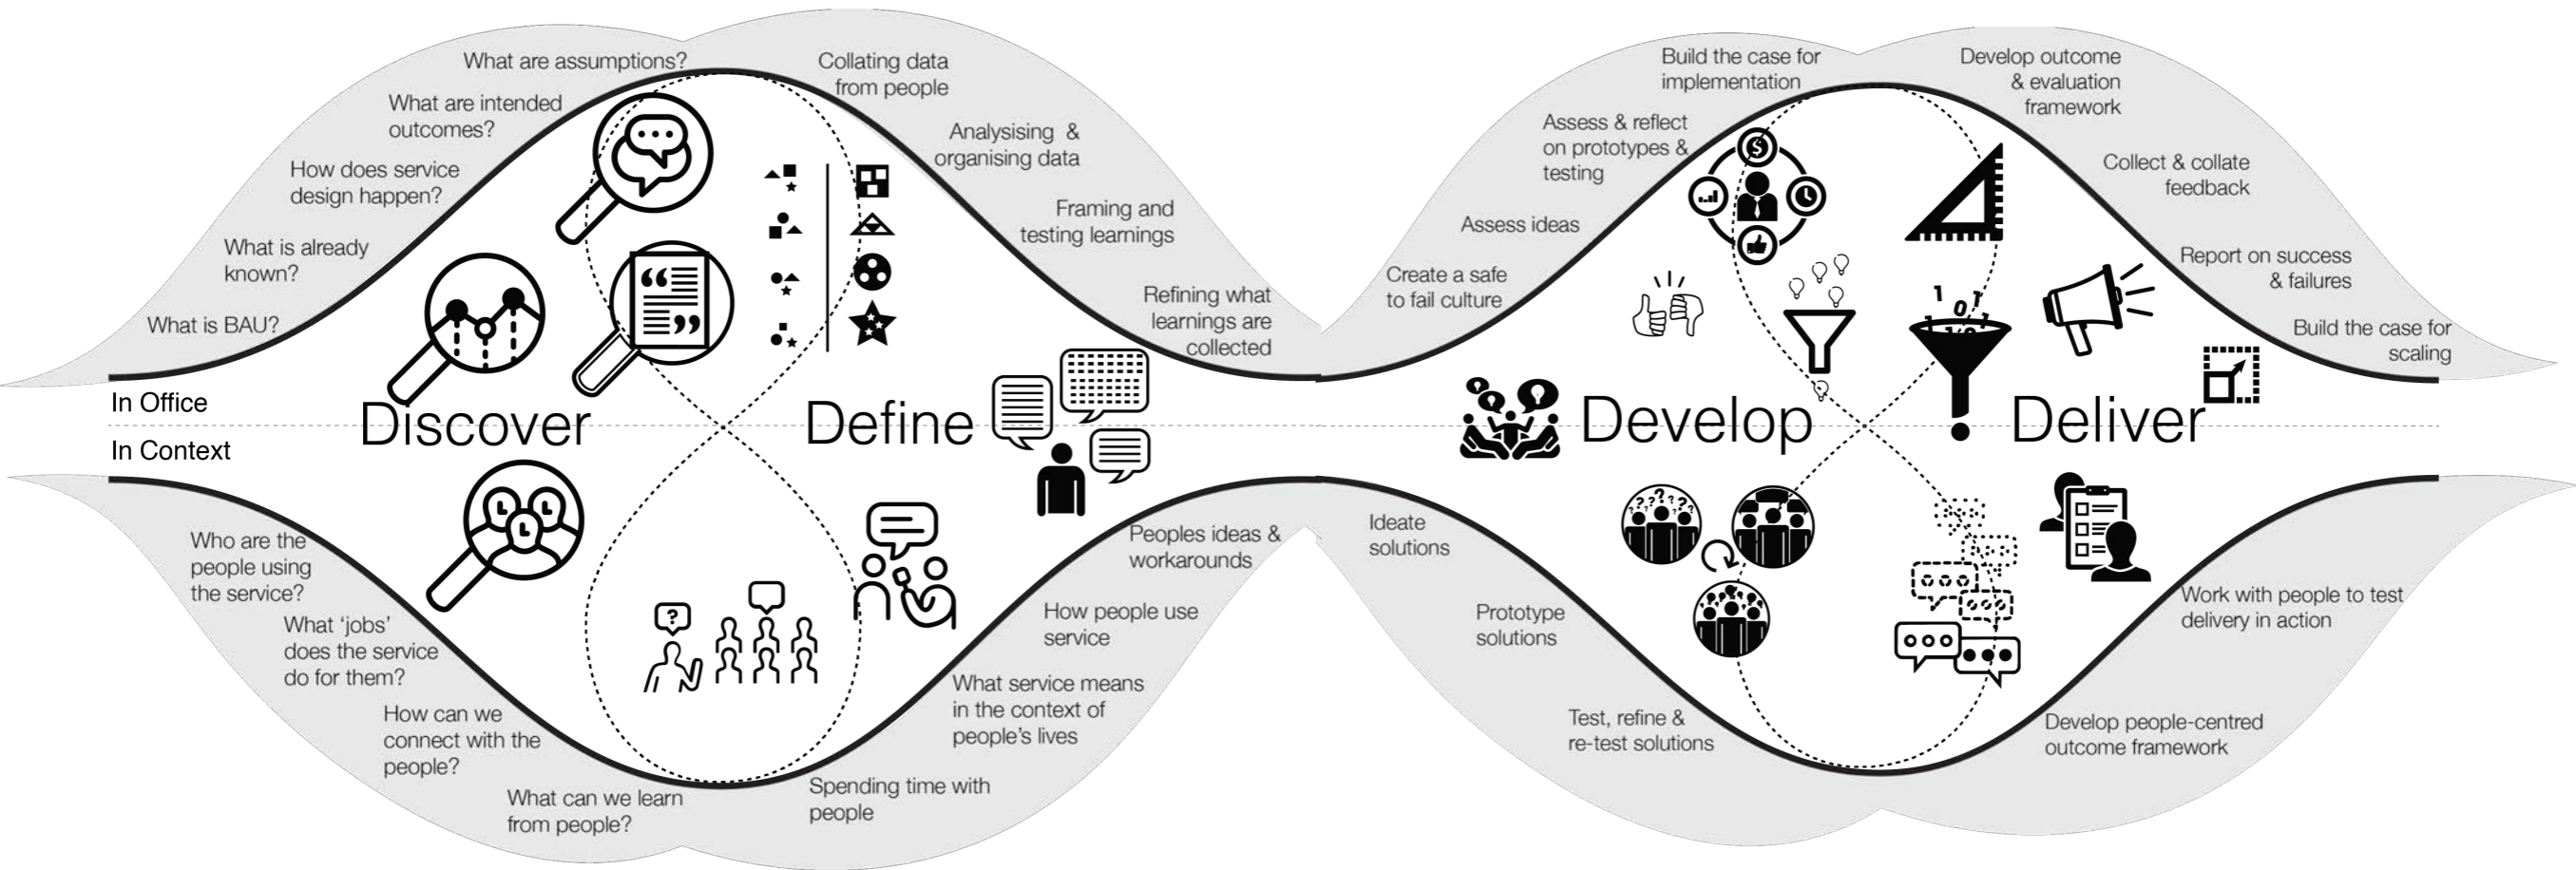 What are assumptions?
What are intended
outcomes?
How does service
design happen?
What is already
known?
What is BAU?
Collating data
from people
Analysising &
organising data
Framing and
testing learnings
Refining what
learnings are
collected
Build the case for
implementation
Assess & reflect
on prototypes &
testing
Assess ideas
Create a safe
to fail culture
Develop outcome
& evaluation
framework
Collect & collate
feedback
Report on success
& failures
Build the case for
scaling
In Office
In Context
Discover
Define
Develop
Deliver
Who are the
people using
the service?
What ‘jobs’
does the service
do for them?
How can we
connect with the
people?
What can we learn
from people?
Peoples ideas &
workarounds
How people use
service
What service means
in the context of
people’s lives
Spending time with
people
Ideate
solutions
Prototype
solutions
Test, refine &
re-test solutions
Work with people to test
delivery in action
Develop people-centred
outcome framework